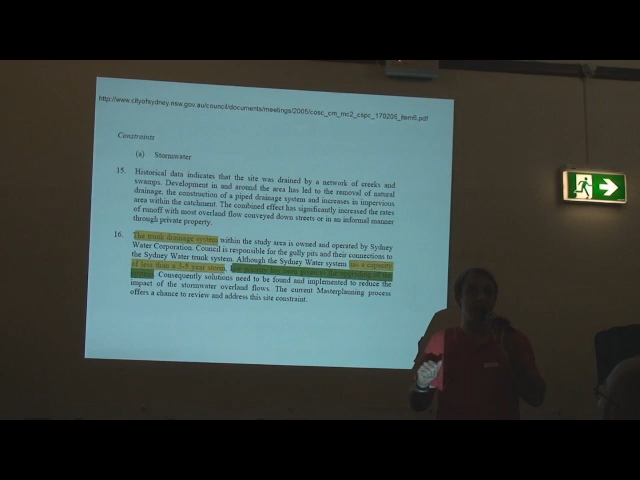 http://www.cityofsydney.nsw.gov.au/council/documents/meetings/2005/cosc_cm_mc2_cspc_170205_item6.pdf
Constraints
(a) Stormwater
15. Historical data indicates that the site was drained by a network of creeks and
swamps. Development in and around the area has led to the removal of natural
drainage, the construction of a piped drainage system and increases in impervious
area within the catchment. The combined effect has significantly increased the rates
of runoff with most overland flow conveyed down streets or in an informal manner
through private property.
16. The trunk drainage system within the study area is owned and operated by Sydney
Water Corporation. Council is responsible for the gully pits and their connections to
the Sydney Water trunk system. Although the Sydney Water system has a capacity
of less than a 3-5 year storm.
Consequently solutions need to be found and implemented to reduce the
impact of the stormwater overland flows. The current Masterplanning process
offers a chance to review and address this site constraint.